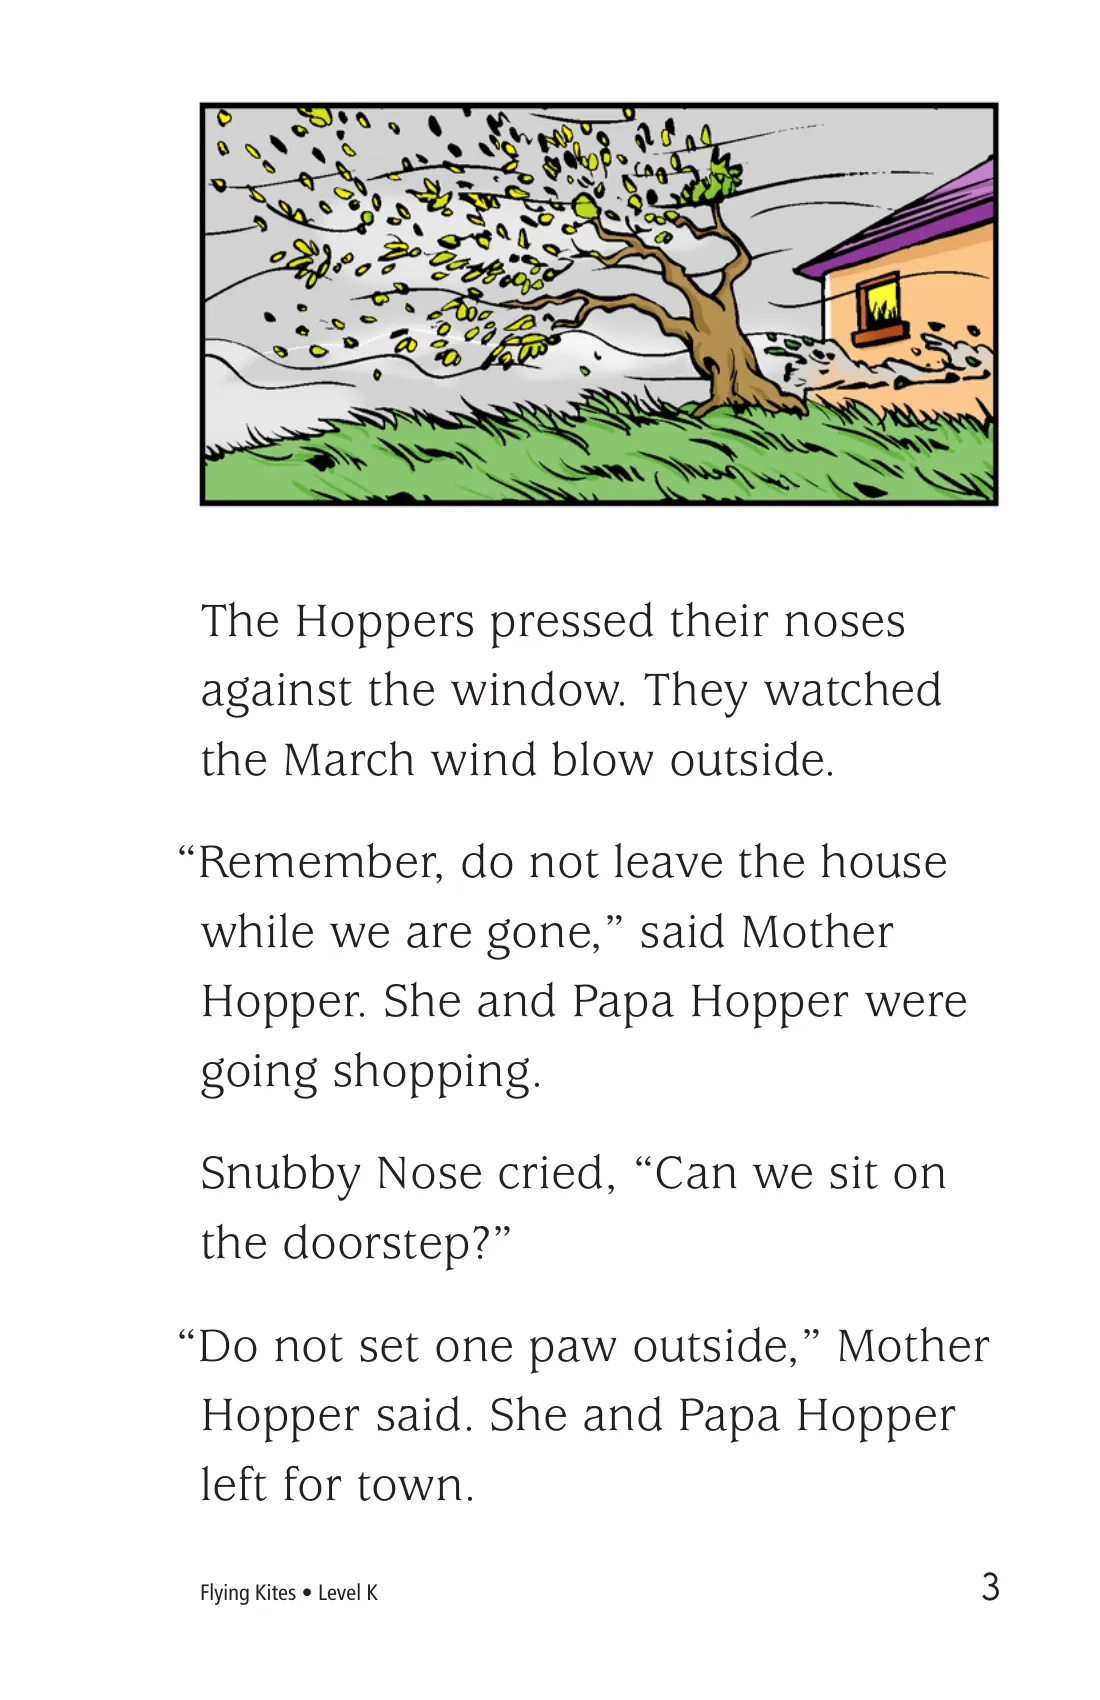 The Hoppers pressed their noses
against the window. They watched
the March wind blow outside.
“Remember, do not leave the house
while we are gone,” said Mother
Hopper. She and Papa Hopper were
going shopping.
Snubby Nose cried, “Can we sit on
the doorstep?”
“Do not set one paw outside,” Mother
Hopper said. She and Papa Hopper
left for town.
Flying Kites • Level K
3